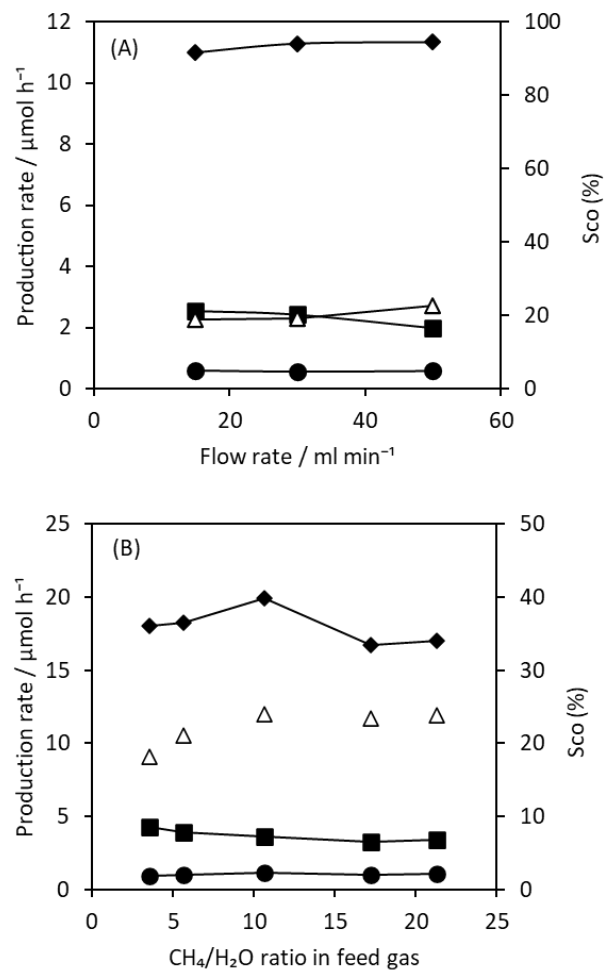 (A)
Production rate / μmol h⁻¹
12
10
8
6
4
2
0
100
80
60
40
20
0
Sco (%)
0 20 40 60
Flow rate / ml min⁻¹
(B)
Production rate / μmol h⁻¹
25
20
15
10
5
0
50
40
30
20
10
0
Sco (%)
0 5 10 15 20 25
CH₄/H₂O ratio in feed gas